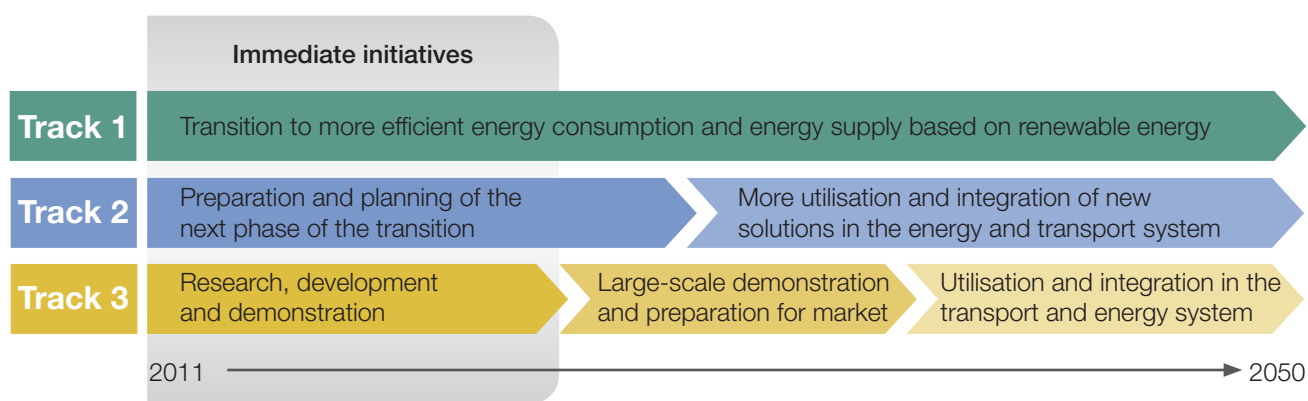 Immediate initiatives
Track 1
Transition to more efficient energy consumption and energy supply based on renewable energy
Track 2
Preparation and planning of the
next phase of the transition
More utilisation and integration of new
solutions in the energy and transport system
Track 3
Research, development
and demonstration
Large-scale demonstration
and preparation for market
Utilisation and integration in the
transport and energy system
2011
2050